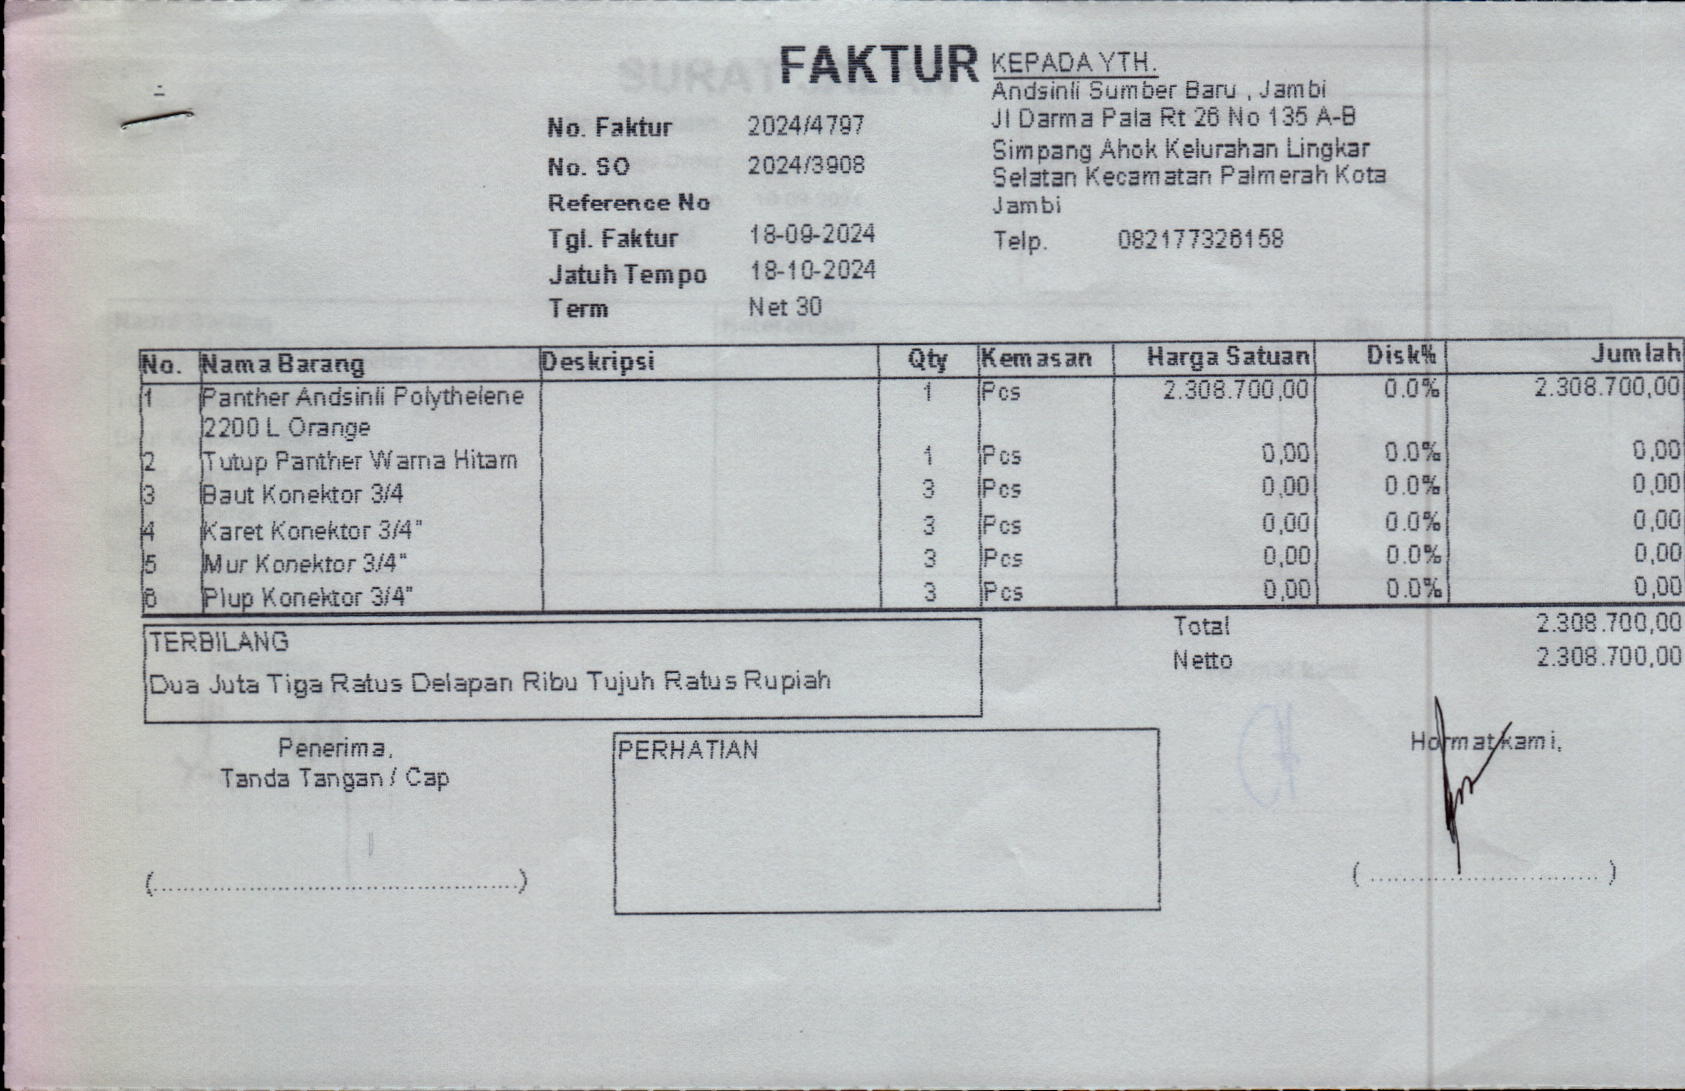 FAKTUR
KEPADA YTH.
Andsinli Sumber Baru , Jambi
Jl Darma Pala Rt 26 No 135 A-B
Simpang Ahok Kelurahan Lingkar
Selatan Kecamatan Palmerah Kota
Jambi
Telp. 082177326158
No. Faktur 2024/4797
No. SO 2024/3908
Reference No
Tgl. Faktur 18-09-2024
Jatuh Tempo 18-10-2024
Term Net 30
No. Nama Barang Deskripsi Qty Kemasan Harga Satuan Disk% Jumlah
1 Panther Andsinli Polythelene 1 Pcs 2.308.700,00 0.0% 2.308.700,00
2200 L Orange
2 Tutup Panther Warna Hitam 1 Pcs 0,00 0.0% 0,00
3 Baut Konektor 3/4 3 Pcs 0,00 0.0% 0,00
4 Karet Konektor 3/4" 3 Pcs 0,00 0.0% 0,00
5 Mur Konektor 3/4" 3 Pcs 0,00 0.0% 0,00
6 Plup Konektor 3/4" 3 Pcs 0,00 0.0% 0,00
Total 2.308.700,00
Netto 2.308.700,00
TERBILANG
Dua Juta Tiga Ratus Delapan Ribu Tujuh Ratus Rupiah
Penerima,
Tanda Tangan / Cap
PERHATIAN
Hormat kami,
(...............................................)
( ............................. )